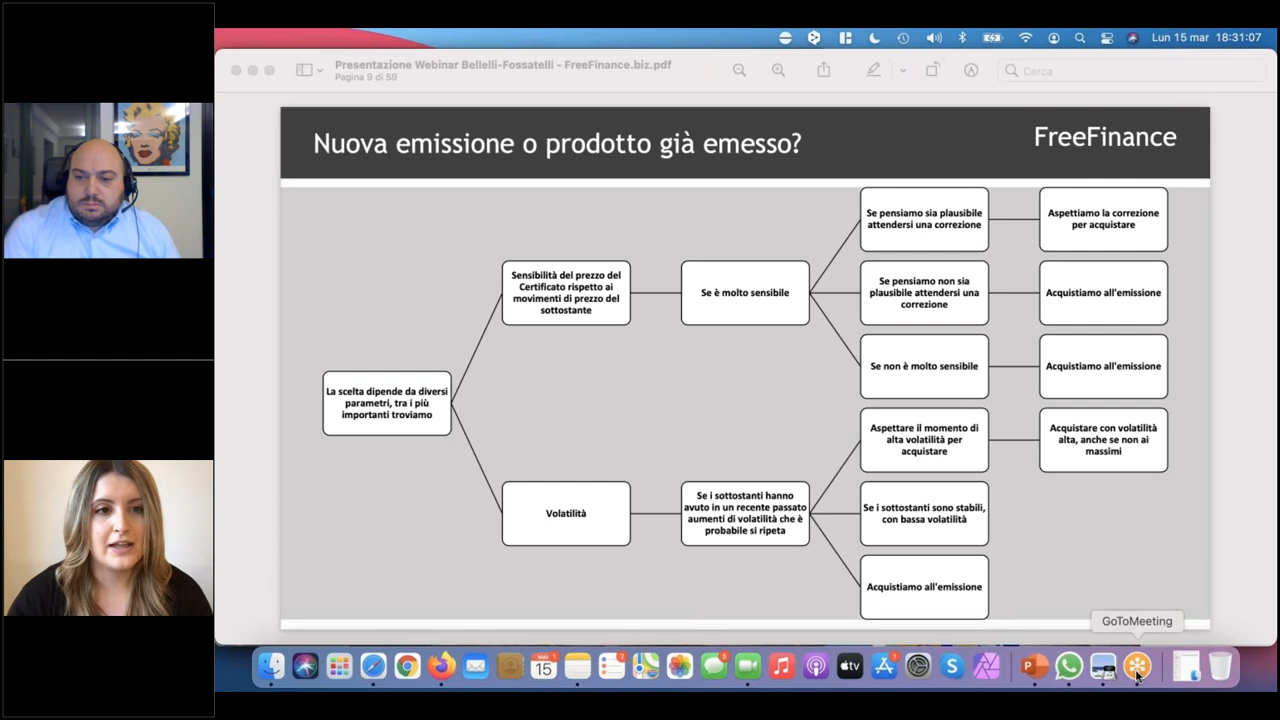 Lun 15 mar 18:31:07
Presentazione Webinar Bellelli-Fossatelli - FreeFinance.biz.pdf
Pagina 9 di 59
Cerca
Nuova emissione o prodotto già emesso?
FreeFinance
La scelta dipende da diversi
parametri, tra i più
importanti troviamo
Sensibilità del prezzo del
Certificato rispetto ai
movimenti di prezzo del
sottostante
Se è molto sensibile
Se pensiamo sia plausibile
attendersi una correzione
Aspettiamo la correzione
per acquistare
Se pensiamo non sia
plausibile attendersi una
correzione
Acquistiamo all'emissione
Se non è molto sensibile
Acquistiamo all'emissione
Volatilità
Se i sottostanti hanno
avuto in un recente passato
aumenti di volatilità che è
probabile si ripeta
Aspettare il momento di
alta volatilità per
acquistare
Acquistare con volatilità
alta, anche se non ai
massimi
Se i sottostanti sono stabili,
con bassa volatilità
Acquistiamo all'emissione
GoToMeeting
15
tv